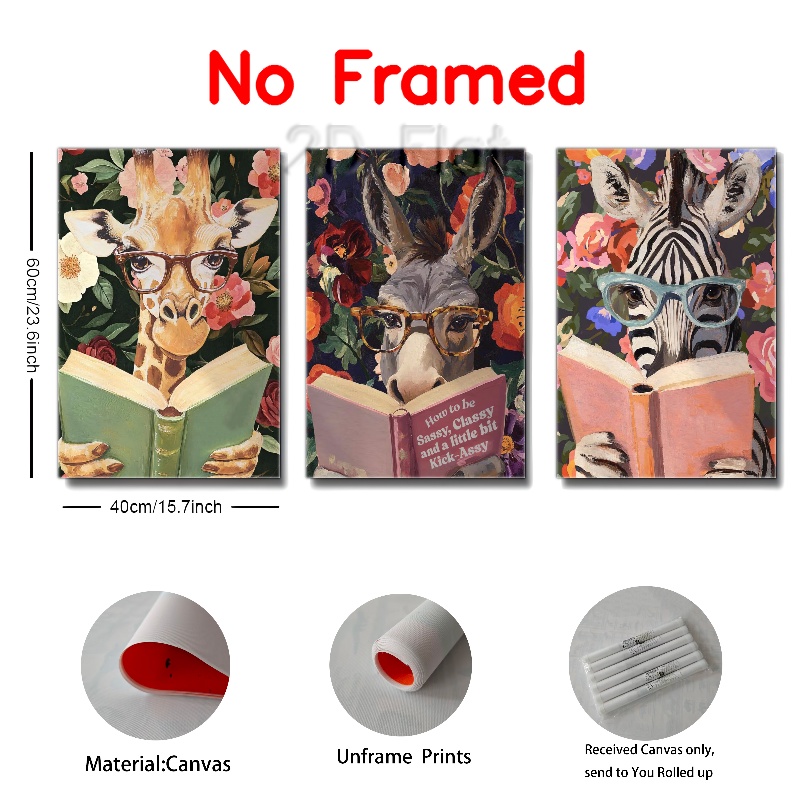 No Framed
2D Flat
60cm/23.6inch
How to be
Sassy, Classy
and a little bit
Kick-Assy
40cm/15.7inch
Material:Canvas
Unframe Prints
Received Canvas only,
send to You Rolled up